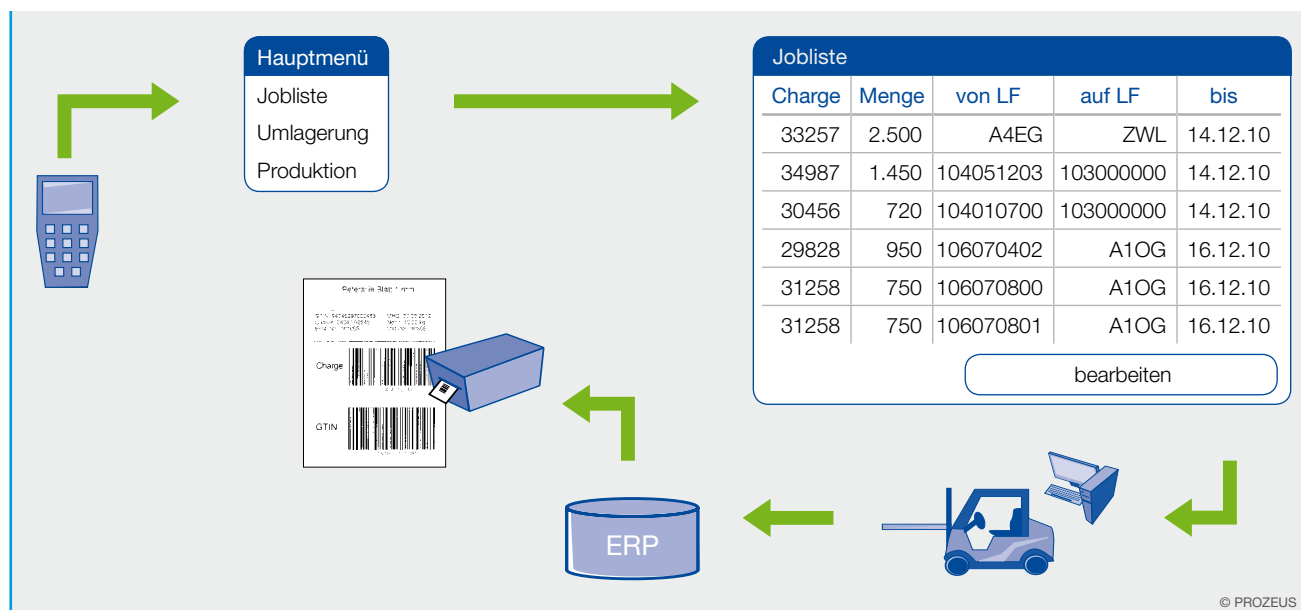 Hauptmenü
Jobliste
Umlagerung
Produktion
Jobliste
Charge Menge von LF auf LF bis
33257 2.500 A4EG ZWL 14.12.10
34987 1.450 104051203 103000000 14.12.10
30456 720 104010700 103000000 14.12.10
29828 950 106070402 A1OG 16.12.10
31258 750 106070800 A1OG 16.12.10
31258 750 106070801 A1OG 16.12.10
bearbeiten
Charge
GTIN
ERP
© PROZEUS